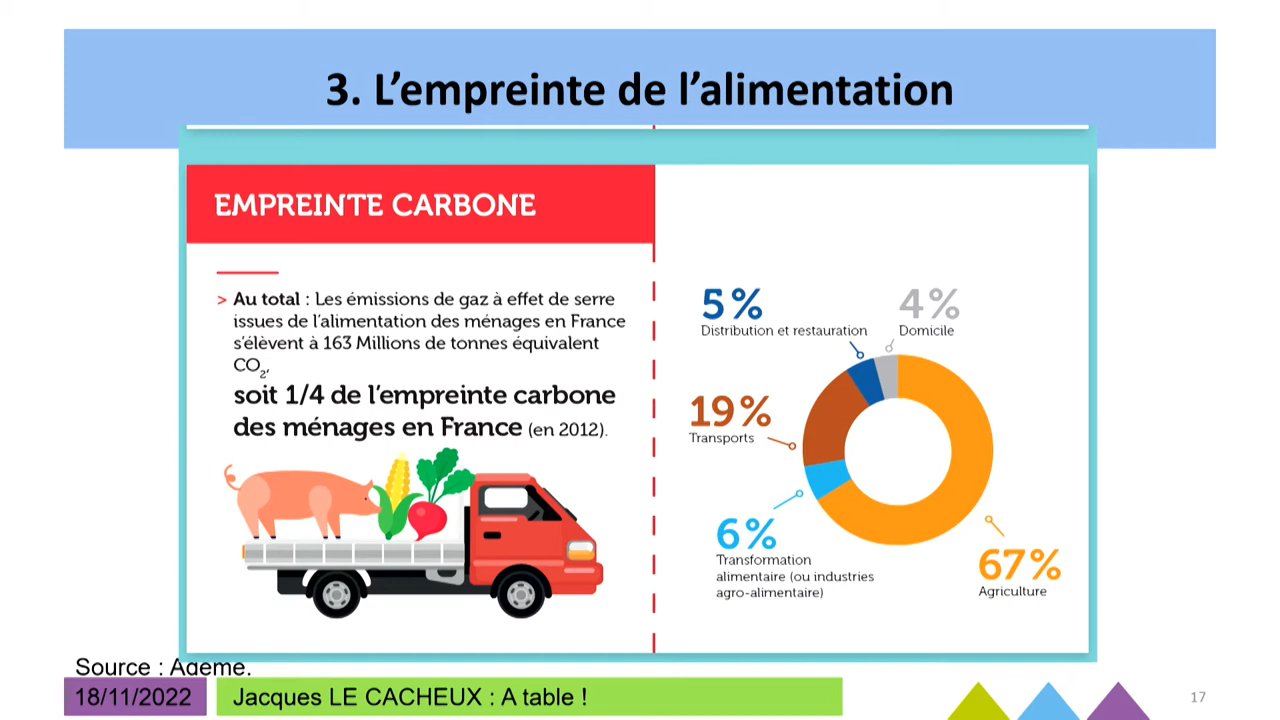 3. L’empreinte de l’alimentation
EMPREINTE CARBONE
> Au total : Les émissions de gaz à effet de serre
issues de l’alimentation des ménages en France
s’élèvent à 163 Millions de tonnes équivalent
CO2,
soit 1/4 de l’empreinte carbone
des ménages en France (en 2012).
5%
Distribution et restauration
4%
Domicile
19%
Transports
6%
Transformation
alimentaire (ou industries
agro-alimentaire)
67%
Agriculture
Source : Ademe.
18/11/2022
Jacques LE CACHEUX : A table !
17